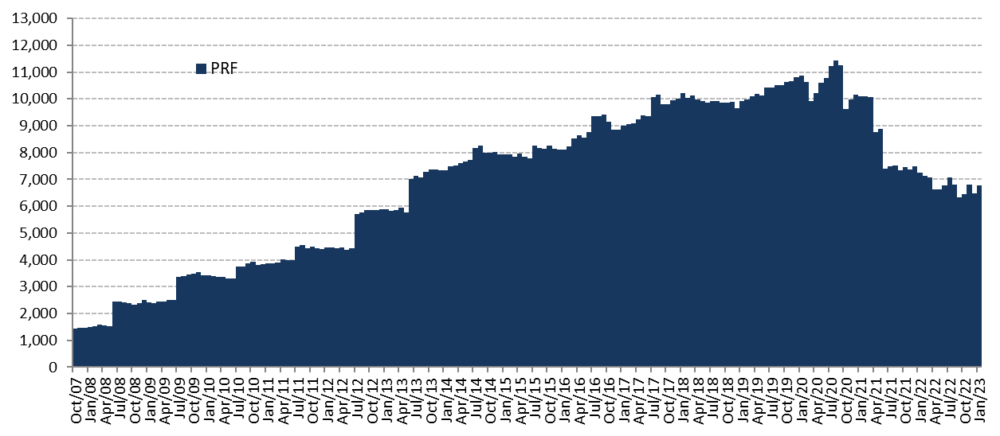 13,000
12,000
11,000
10,000
9,000
8,000
7,000
6,000
5,000
4,000
3,000
2,000
1,000
0
PRF
Oct/07
Jan/08
Apr/08
Jul/08
Oct/08
Jan/09
Apr/09
Jul/09
Oct/09
Jan/10
Apr/10
Jul/10
Oct/10
Jan/11
Apr/11
Jul/11
Oct/11
Jan/12
Apr/12
Jul/12
Oct/12
Jan/13
Apr/13
Jul/13
Oct/13
Jan/14
Apr/14
Jul/14
Oct/14
Jan/15
Apr/15
Jul/15
Oct/15
Jan/16
Apr/16
Jul/16
Oct/16
Jan/17
Apr/17
Jul/17
Oct/17
Jan/18
Apr/18
Jul/18
Oct/18
Jan/19
Apr/19
Jul/19
Oct/19
Jan/20
Apr/20
Jul/20
Oct/20
Jan/21
Apr/21
Jul/21
Oct/21
Jan/22
Apr/22
Jul/22
Oct/22
Jan/23